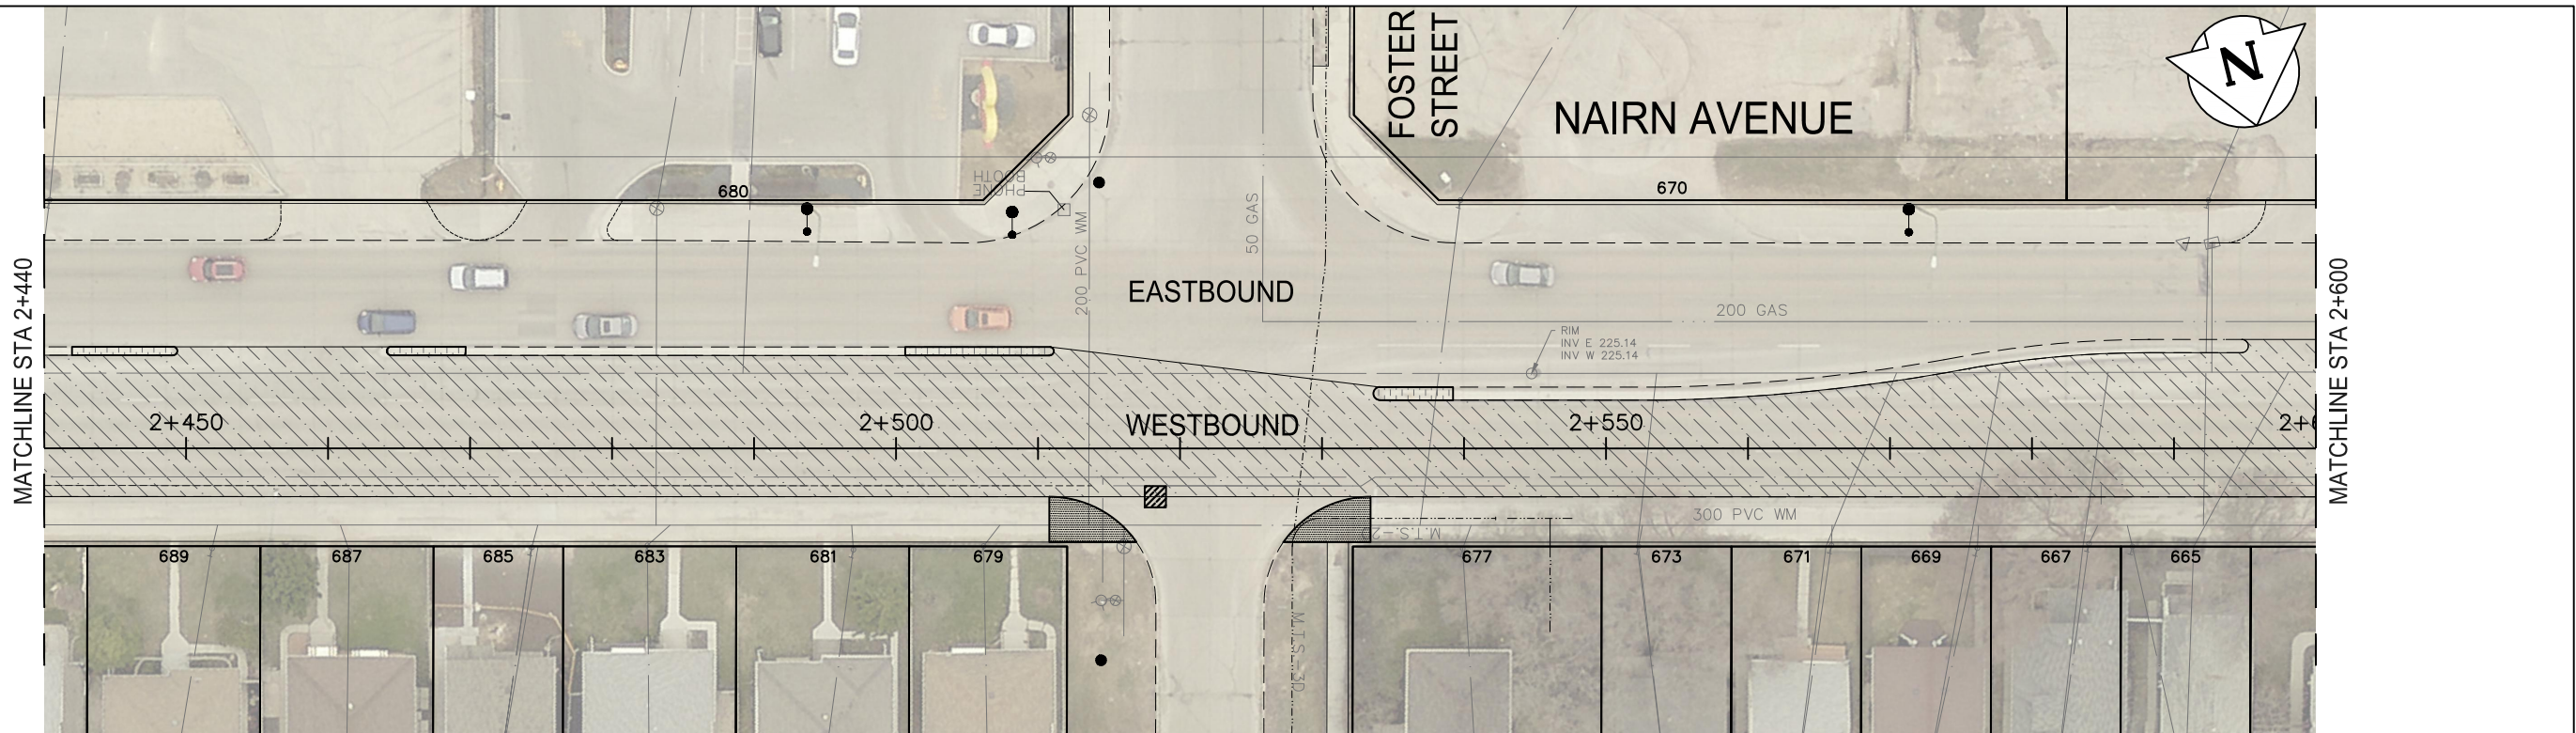 FOSTER
STREET
NAIRN AVENUE
N
680
PHONE
BOOTH
670
200 PVC WM
50 GAS
EASTBOUND
200 GAS
RIM
INV E 225.14
INV W 225.14
MATCHLINE STA 2+440
MATCHLINE STA 2+600
2+450
2+500
WESTBOUND
2+550
300 PVC WM
689
687
685
683
681
679
677
673
671
669
667
665